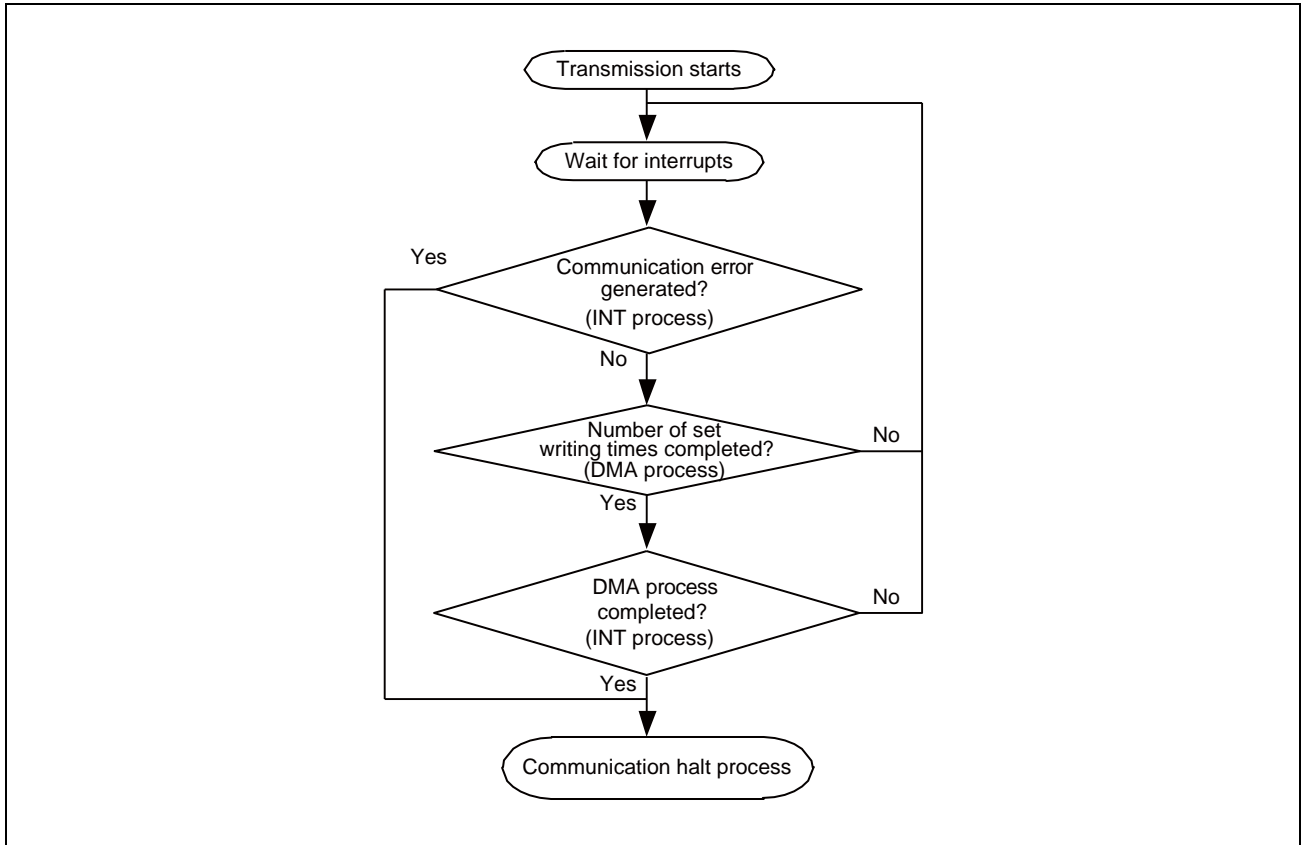 Transmission starts
Wait for interrupts
Yes
Communication error
generated?
(INT process)
No
Number of set
writing times completed?
(DMA process)
No
Yes
DMA process
completed?
(INT process)
No
Yes
Communication halt process